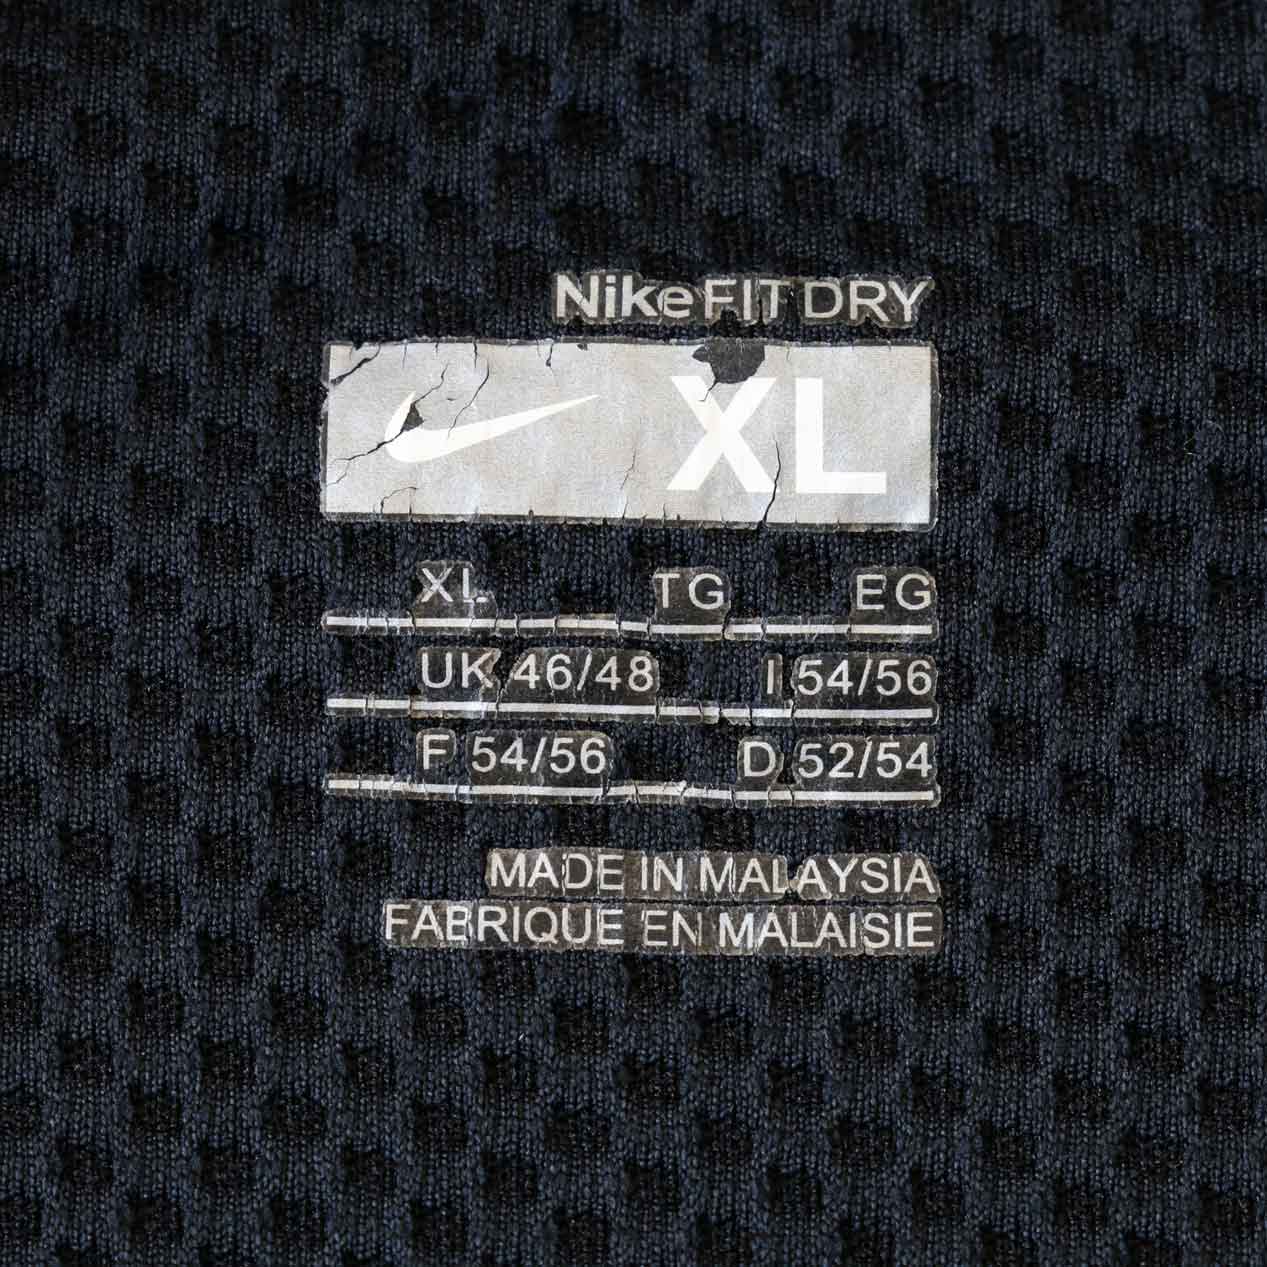 Nike FIT DRY
XL
XL TG EG
UK 46/48 I 54/56
F 54/56 D 52/54
MADE IN MALAYSIA
FABRIQUE EN MALAISIE